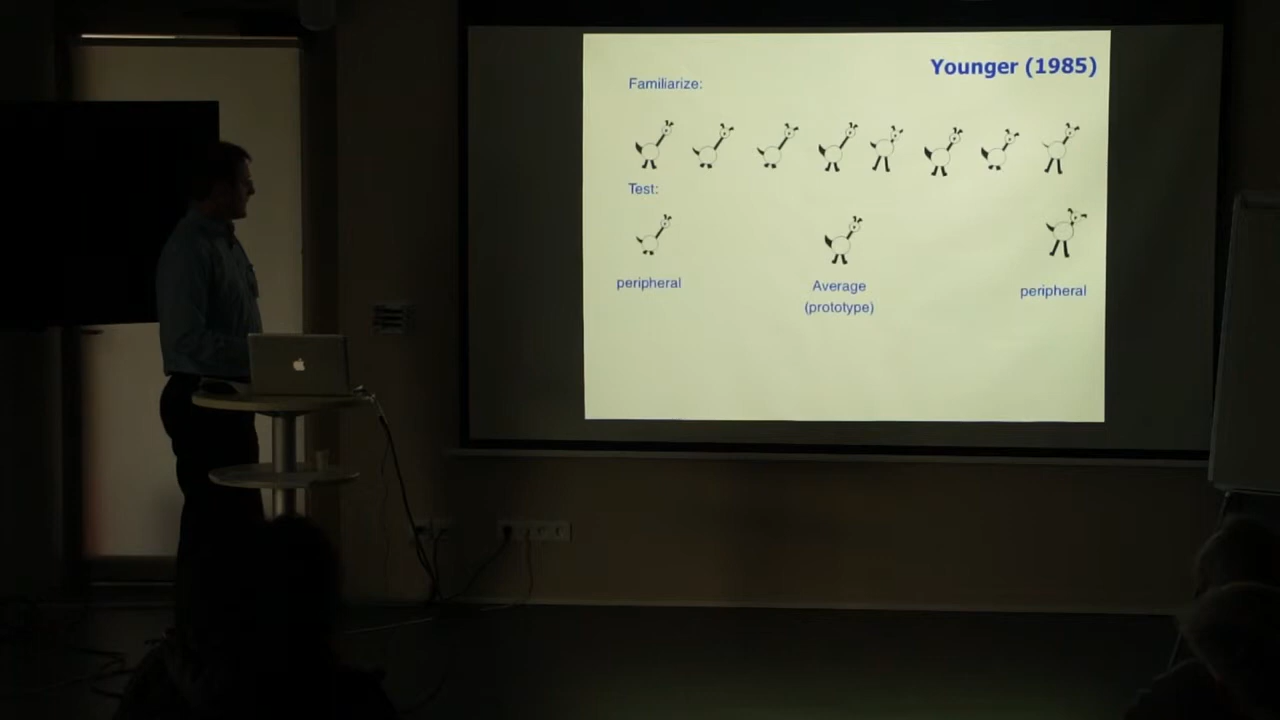 Younger (1985)
Familiarize:
Test:
peripheral
Average
(prototype)
peripheral